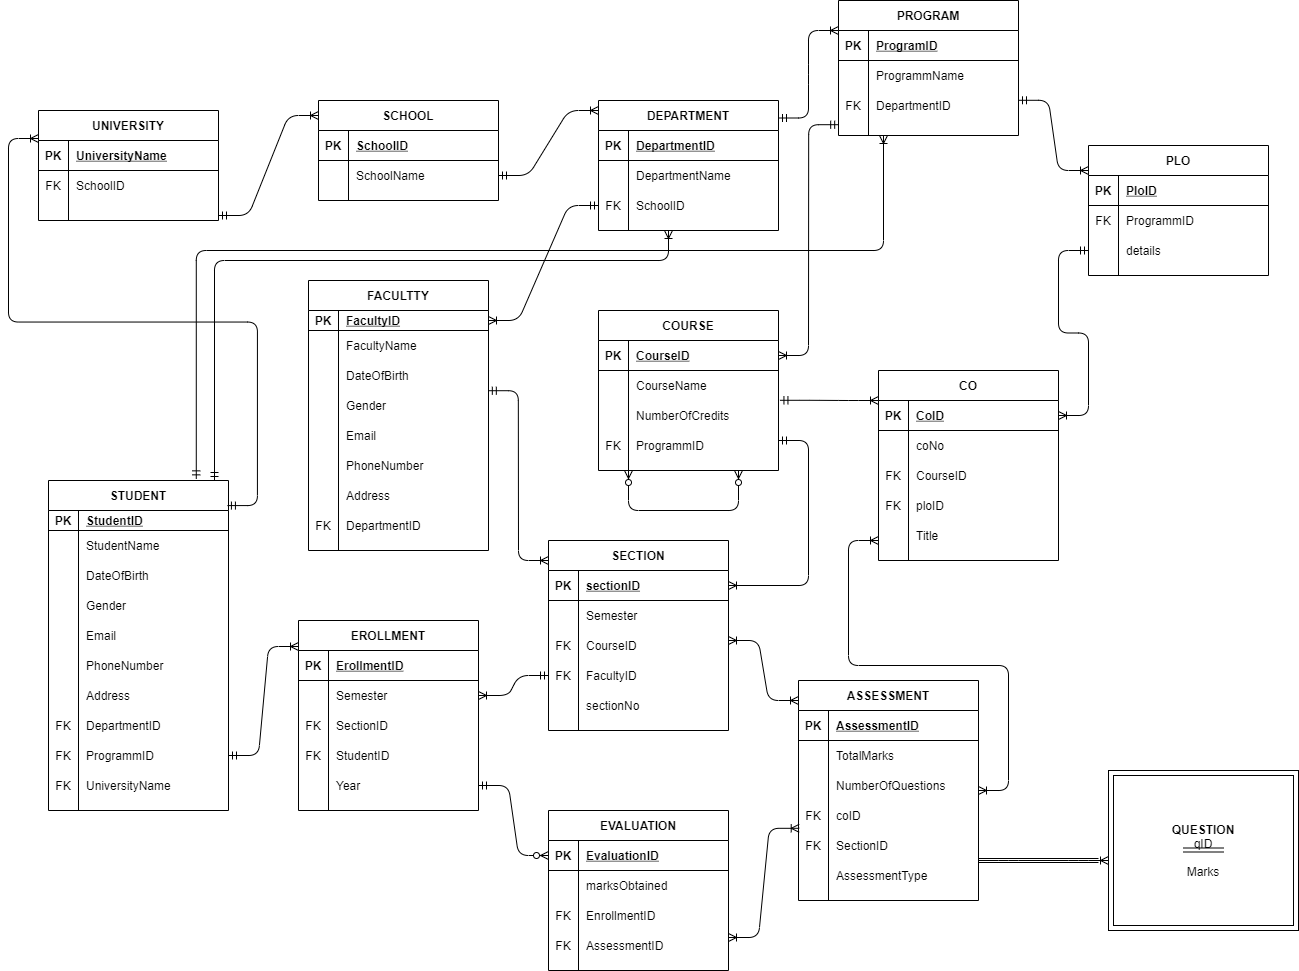 PROGRAM
PK ProgramID
ProgrammName
FK DepartmentID
UNIVERSITY
PK UniversityName
FK SchoolID
SCHOOL
PK SchoolID
SchoolName
DEPARTMENT
PK DepartmentID
DepartmentName
FK SchoolID
PLO
PK PloID
FK ProgrammID
details
FACULTTY
PK FacultyID
FacultyName
DateOfBirth
Gender
Email
PhoneNumber
Address
FK DepartmentID
COURSE
PK CourseID
CourseName
NumberOfCredits
FK ProgrammID
CO
PK CoID
coNo
FK CourseID
FK ploID
Title
STUDENT
PK StudentID
StudentName
DateOfBirth
Gender
Email
PhoneNumber
Address
FK DepartmentID
FK ProgrammID
FK UniversityName
SECTION
PK sectionID
Semester
FK CourseID
FK FacultyID
sectionNo
EROLLMENT
PK ErollmentID
Semester
FK SectionID
FK StudentID
Year
ASSESSMENT
PK AssessmentID
TotalMarks
NumberOfQuestions
FK coID
FK SectionID
AssessmentType
EVALUATION
PK EvaluationID
marksObtained
FK EnrollmentID
FK AssessmentID
QUESTION
qID
Marks